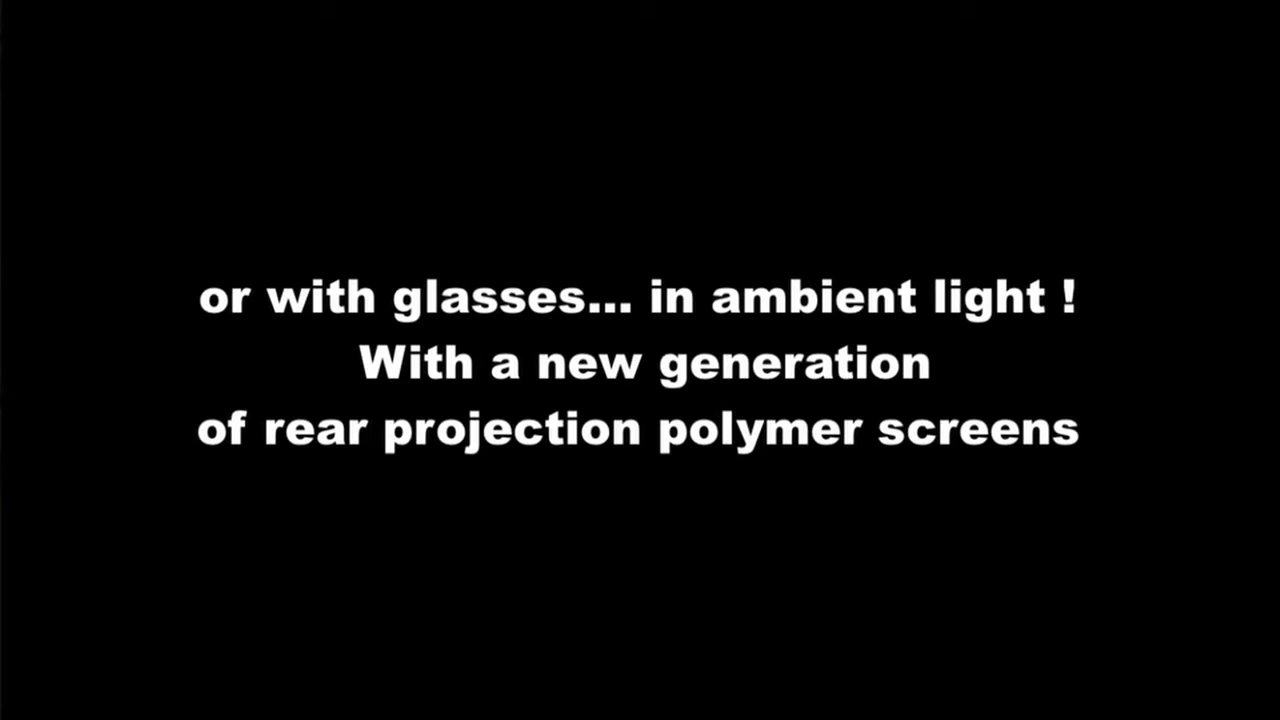 or with glasses... in ambient light !
With a new generation
of rear projection polymer screens